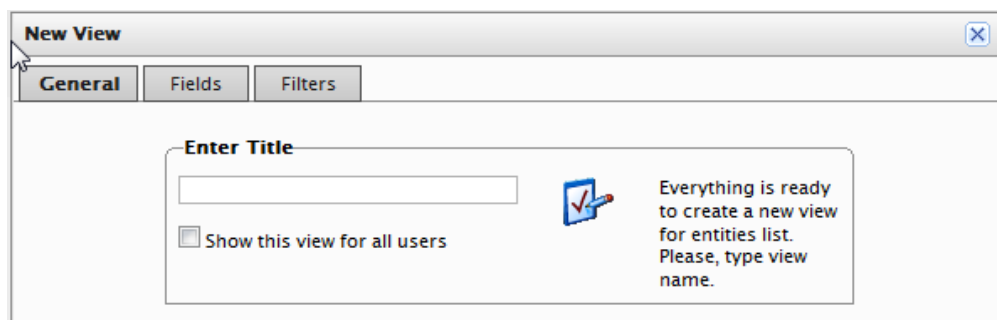 New View
General Fields Filters
Enter Title
Show this view for all users
Everything is ready
to create a new view
for entities list.
Please, type view
name.